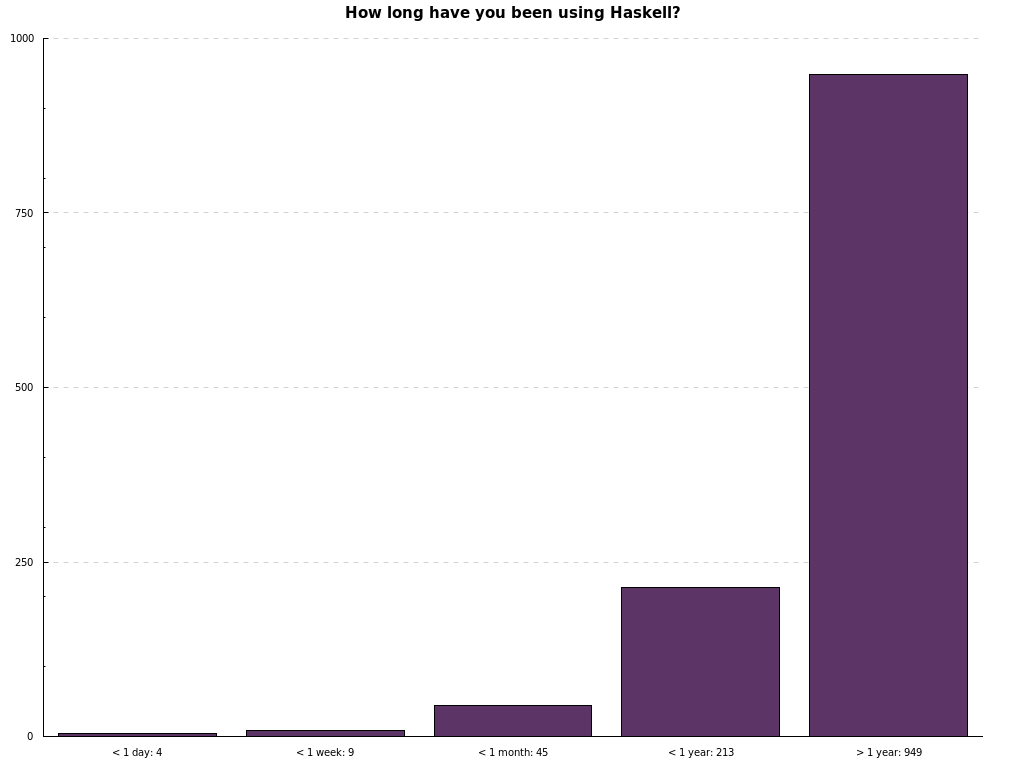 How long have you been using Haskell?
1000
750
500
250
0
< 1 day: 4
< 1 week: 9
< 1 month: 45
< 1 year: 213
> 1 year: 949